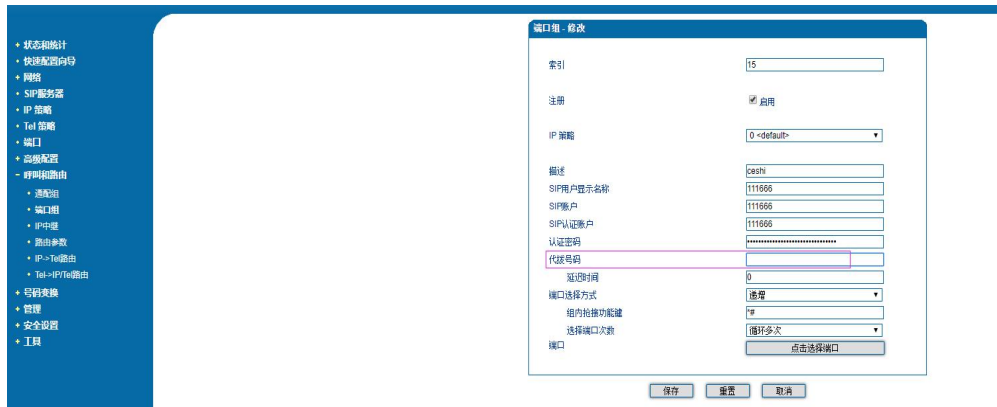 + 状态和统计
• 快速配置向导
+ 网络
• SIP服务器
• IP 策略
• Tel 策略
• 端口
+ 高级配置
− 呼叫和路由
• 通配组
• 端口组
• IP中继
• 路由参数
• IP->Tel路由
• Tel->IP/Tel路由
+ 号码变换
+ 管理
+ 安全设置
+ 工具
端口组 - 修改
索引 15
注册 启用
IP 策略 0 <default>
描述 ceshi
SIP用户显示名称 111666
SIP账户 111666
SIP认证账户 111666
认证密码 ••••••••••••••••••••••••••••••
代拨号码
延迟时间 0
端口选择方式 递增
组内抢接功能键 *#
选择端口次数 循环多次
端口 点击选择端口
保存 重置 取消